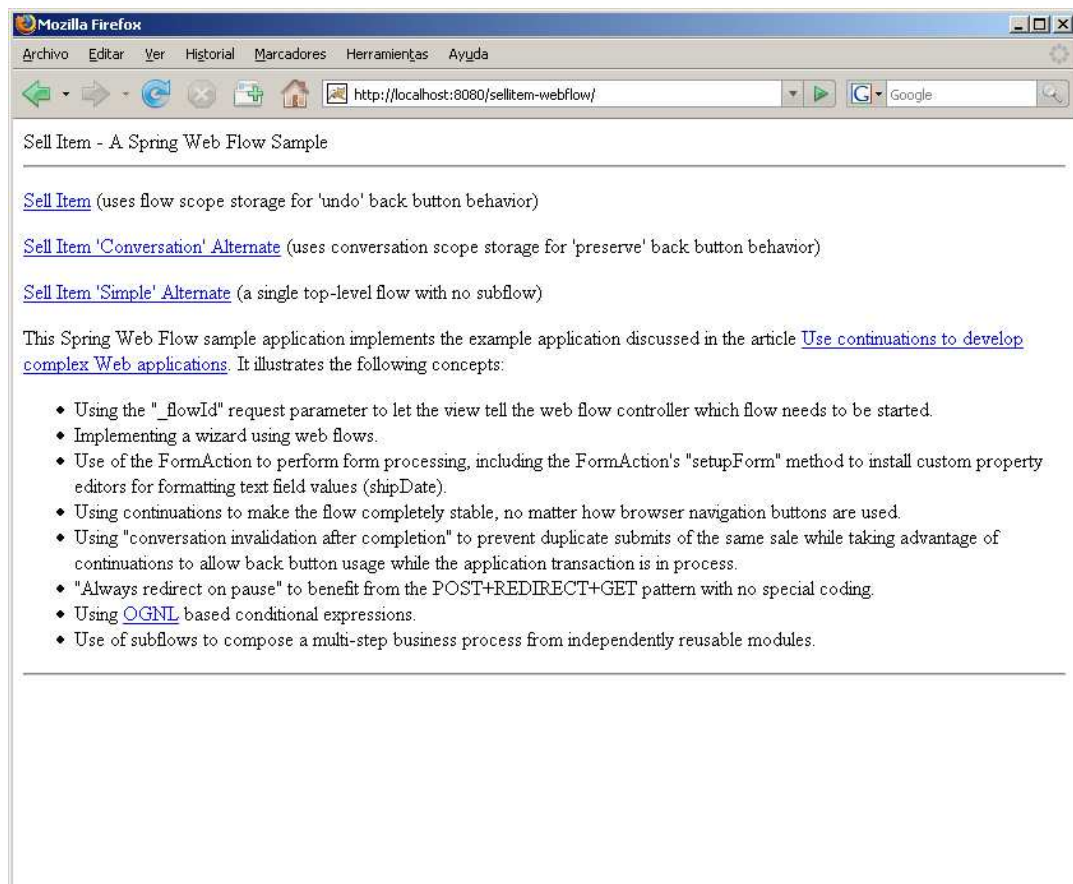 Mozilla Firefox
Archivo Editar Ver Historial Marcadores Herramientas Ayuda
http://localhost:8080/sellitem-webflow/ G Google
Sell Item - A Spring Web Flow Sample
Sell Item (uses flow scope storage for 'undo' back button behavior)
Sell Item 'Conversation' Alternate (uses conversation scope storage for 'preserve' back button behavior)
Sell Item 'Simple' Alternate (a single top-level flow with no subflow)
This Spring Web Flow sample application implements the example application discussed in the article Use continuations to develop
complex Web applications. It illustrates the following concepts:
• Using the "_flowId" request parameter to let the view tell the web flow controller which flow needs to be started.
• Implementing a wizard using web flows.
• Use of the FormAction to perform form processing, including the FormAction's "setupForm" method to install custom property
editors for formatting text field values (shipDate).
• Using continuations to make the flow completely stable, no matter how browser navigation buttons are used.
• Using "conversation invalidation after completion" to prevent duplicate submits of the same sale while taking advantage of
continuations to allow back button usage while the application transaction is in process.
• "Always redirect on pause" to benefit from the POST+REDIRECT+GET pattern with no special coding.
• Using OGNL based conditional expressions.
• Use of subflows to compose a multi-step business process from independently reusable modules.